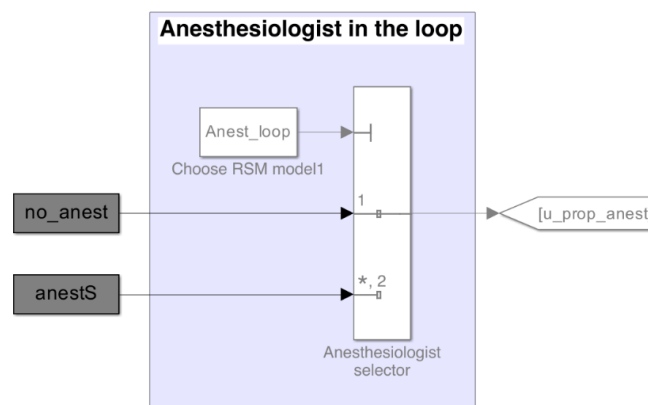 Anesthesiologist in the loop
Anest_loop
Choose RSM model1
no_anest
1
[u_prop_anest
anestS
*, 2
Anesthesiologist
selector